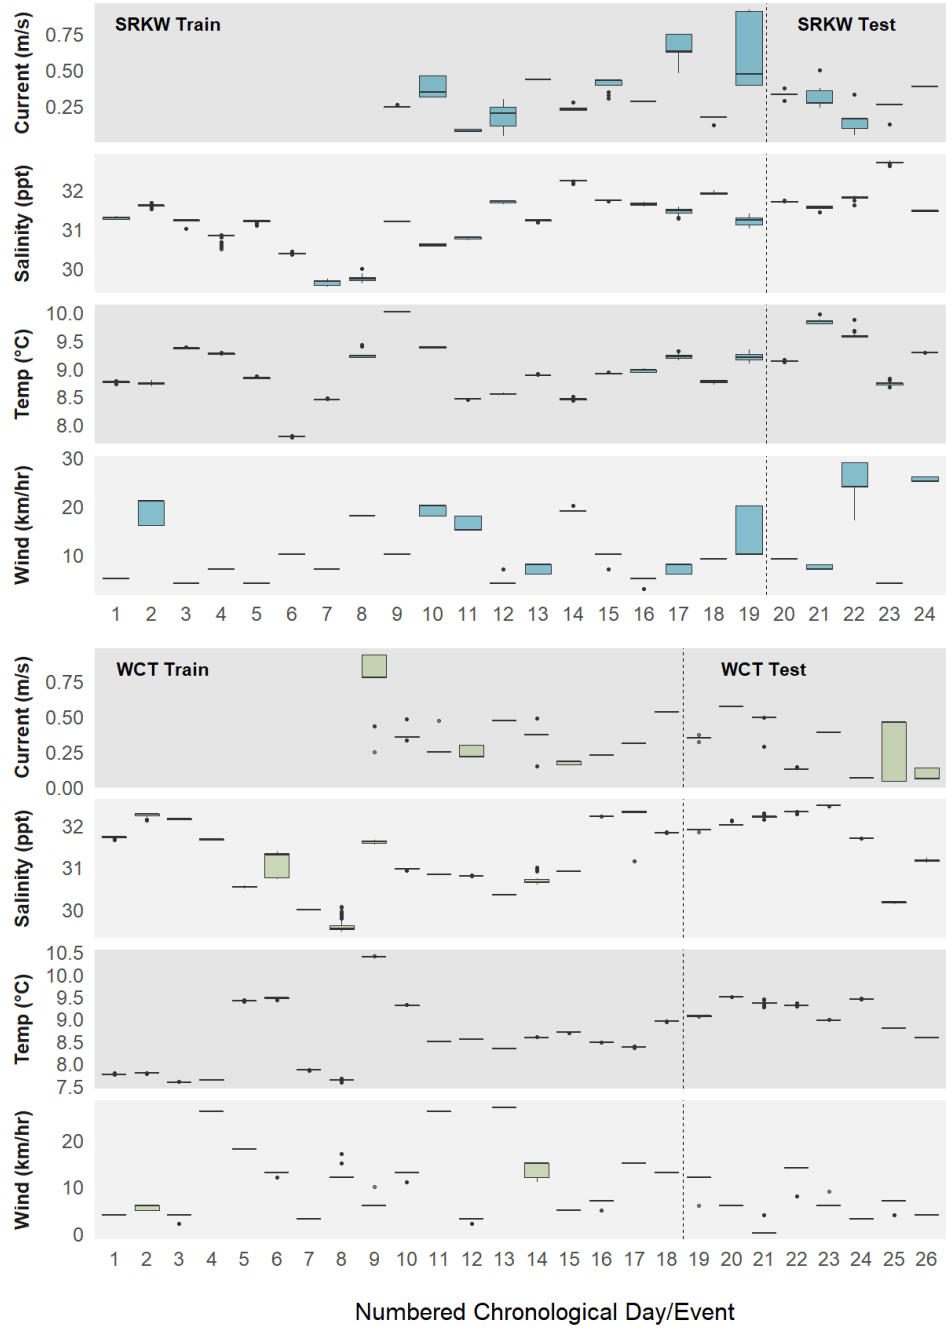 SRKW Train SRKW Test
Current (m/s)
0.75
0.50
0.25
Salinity (ppt)
32
31
30
Temp (°C)
10.0
9.5
9.0
8.5
8.0
Wind (km/hr)
30
20
10
1 2 3 4 5 6 7 8 9 10 11 12 13 14 15 16 17 18 19 20 21 22 23 24
WCT Train WCT Test
Current (m/s)
0.75
0.50
0.25
0.00
Salinity (ppt)
32
31
30
Temp (°C)
10.5
10.0
9.5
9.0
8.5
8.0
7.5
Wind (km/hr)
20
10
0
1 2 3 4 5 6 7 8 9 10 11 12 13 14 15 16 17 18 19 20 21 22 23 24 25 26
Numbered Chronological Day/Event